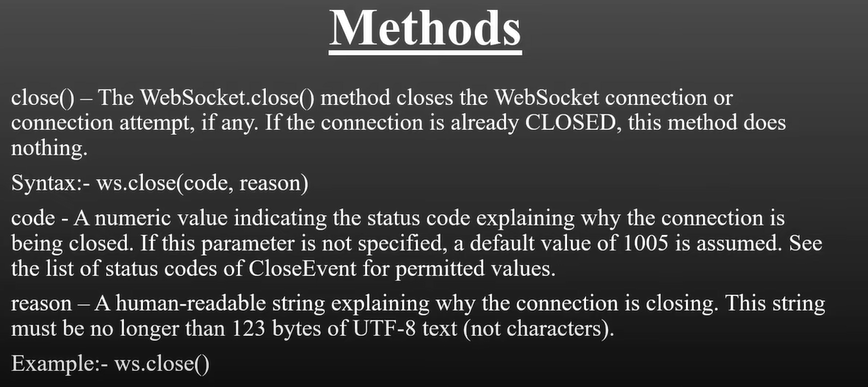 Methods
close() – The WebSocket.close() method closes the WebSocket connection or
connection attempt, if any. If the connection is already CLOSED, this method does
nothing.
Syntax:- ws.close(code, reason)
code - A numeric value indicating the status code explaining why the connection is
being closed. If this parameter is not specified, a default value of 1005 is assumed. See
the list of status codes of CloseEvent for permitted values.
reason – A human-readable string explaining why the connection is closing. This string
must be no longer than 123 bytes of UTF-8 text (not characters).
Example:- ws.close()